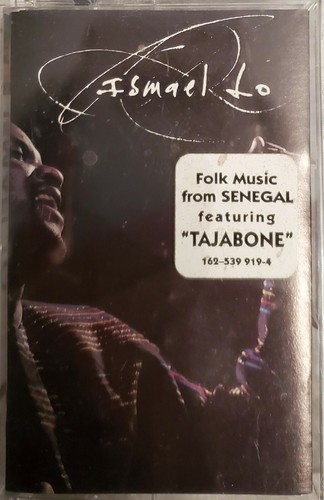 Ismael Lo
Folk Music
from SENEGAL
featuring
"TAJABONE"
162-539 919-4